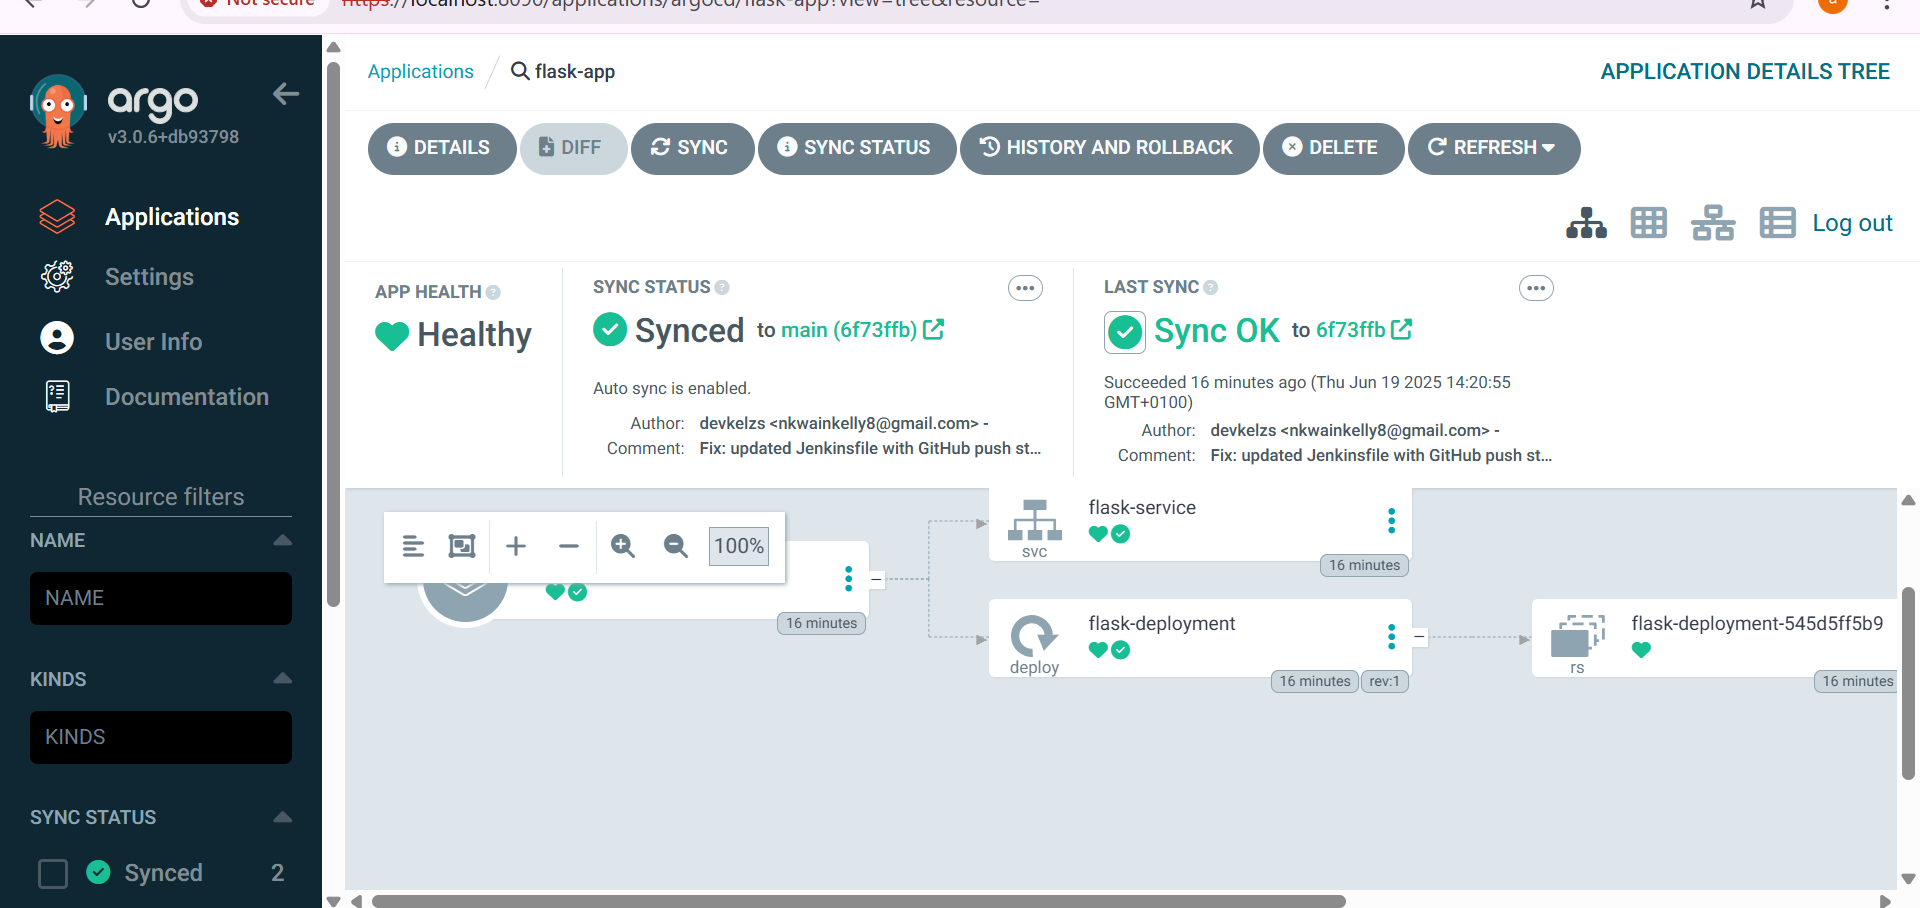 Not secure https://localhost:8090/applications/argocd/flask-app?view=tree&resource=
a
argo
v3.0.6+db93798
Applications
Settings
User Info
Documentation
Resource filters
NAME
NAME
KINDS
KINDS
SYNC STATUS
Synced 2
Applications / flask-app
APPLICATION DETAILS TREE
DETAILS
DIFF
SYNC
SYNC STATUS
HISTORY AND ROLLBACK
DELETE
REFRESH
Log out
APP HEALTH
Healthy
SYNC STATUS
Synced to main (6f73ffb)
Auto sync is enabled.
Author: devkelzs <nkwainkelly8@gmail.com> -
Comment: Fix: updated Jenkinsfile with GitHub push st...
LAST SYNC
Sync OK to 6f73ffb
Succeeded 16 minutes ago (Thu Jun 19 2025 14:20:55
GMT+0100)
Author: devkelzs <nkwainkelly8@gmail.com> -
Comment: Fix: updated Jenkinsfile with GitHub push st...
100%
16 minutes
flask-service
svc
16 minutes
flask-deployment
deploy
16 minutes
rev:1
flask-deployment-545d5ff5b9
rs
16 minutes